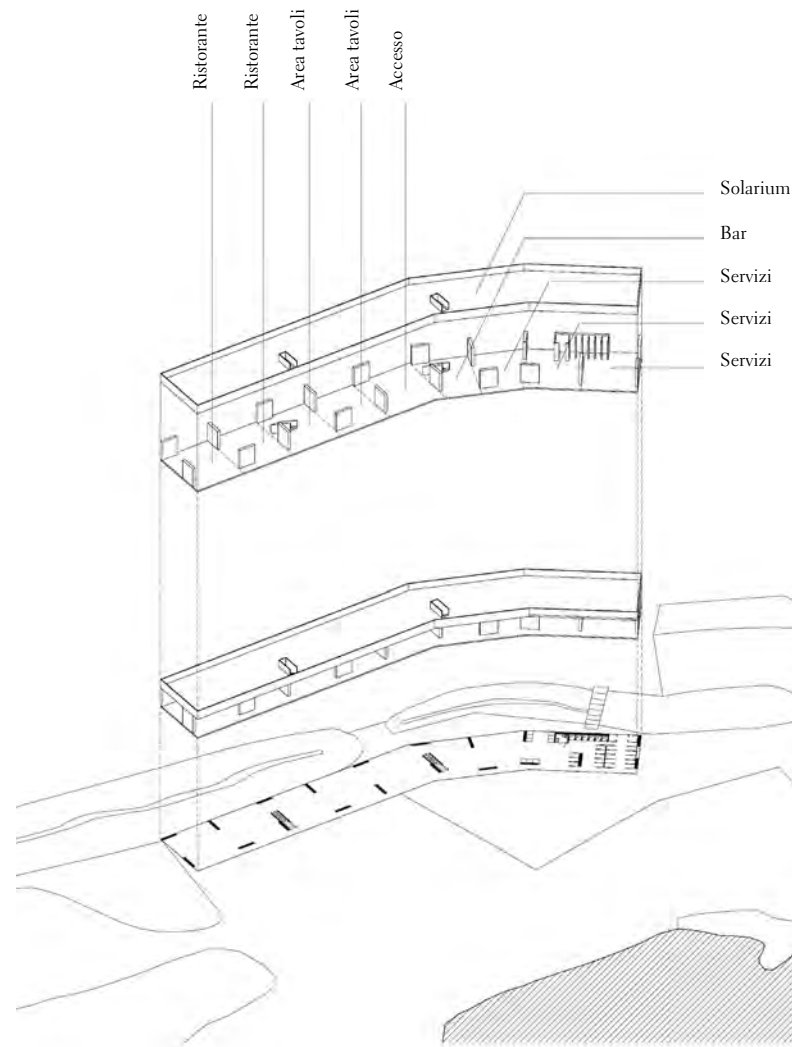 Ristorante
Ristorante
Area tavoli
Area tavoli
Accesso
Solarium
Bar
Servizi
Servizi
Servizi